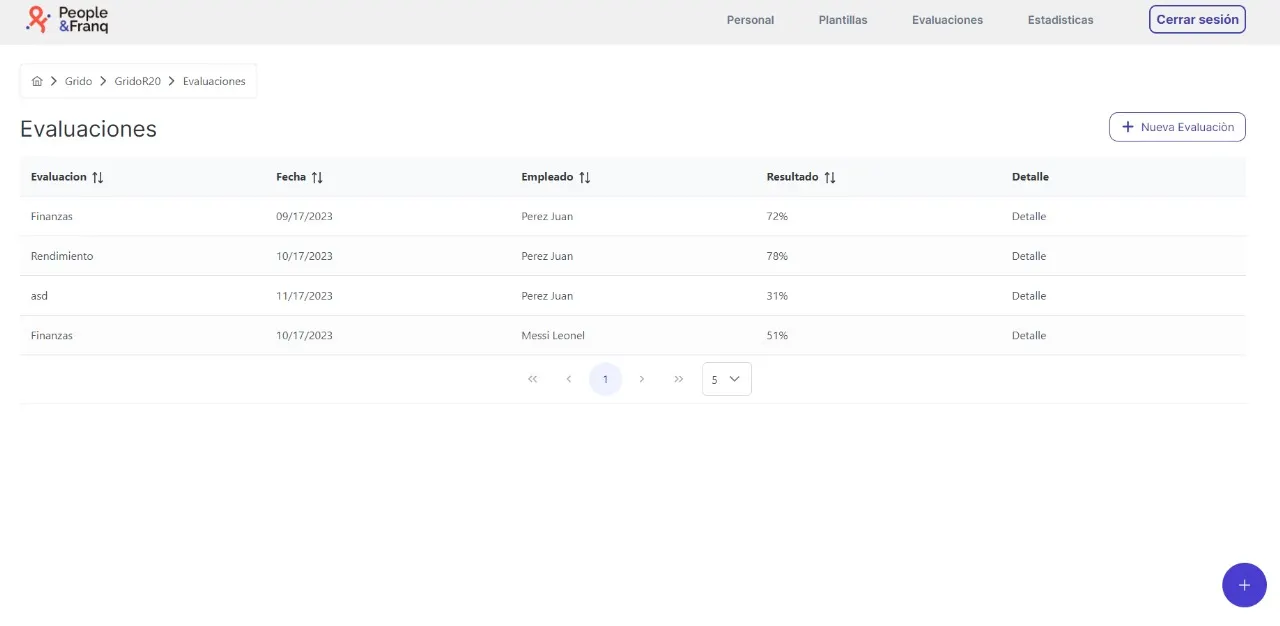 People
&Franq
Personal Plantillas Evaluaciones Estadisticas Cerrar sesión
Grido GridoR20 Evaluaciones
Evaluaciones
+ Nueva Evaluaciòn
Evaluacion Fecha Empleado Resultado Detalle
Finanzas 09/17/2023 Perez Juan 72% Detalle
Rendimiento 10/17/2023 Perez Juan 78% Detalle
asd 11/17/2023 Perez Juan 31% Detalle
Finanzas 10/17/2023 Messi Leonel 51% Detalle
« ‹ 1 › » 5
+